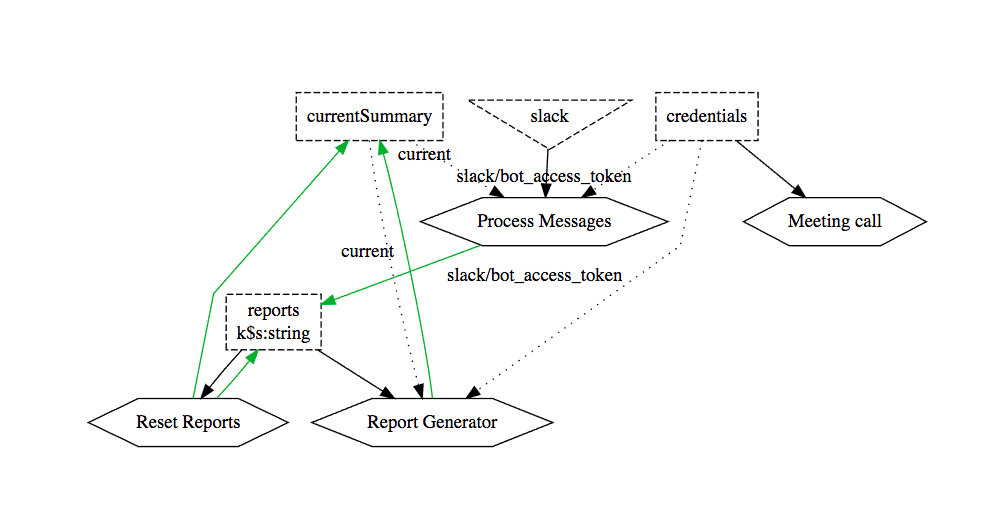 currentSummary
slack
credentials
current
slack/bot_access_token
Process Messages
Meeting call
current
slack/bot_access_token
reports
k$s:string
Reset Reports
Report Generator